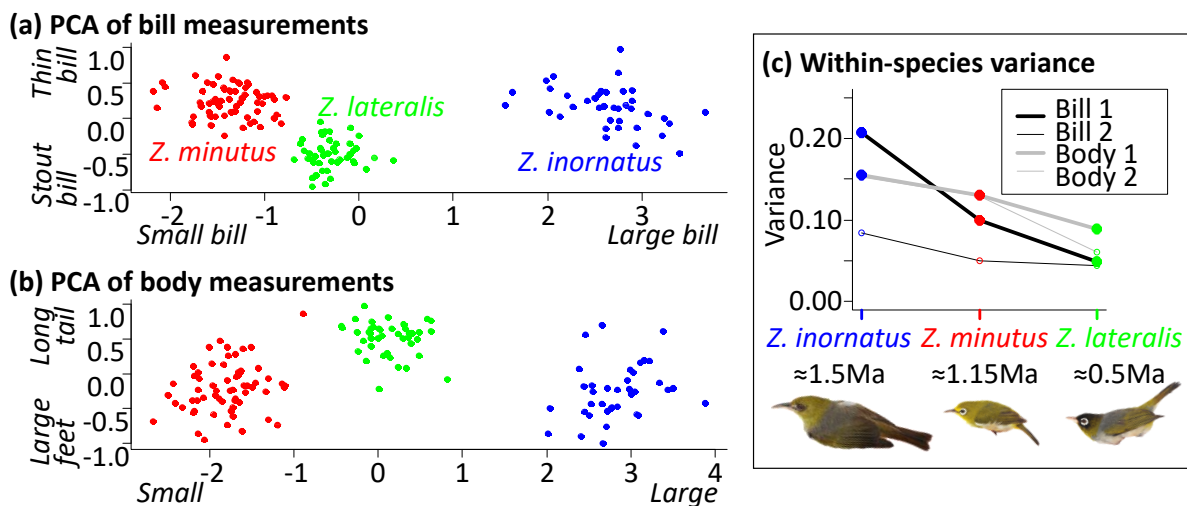 (a) PCA of bill measurements
Thin bill
1.0
0.5
0.0
-0.5
-1.0
Stout bill
Z. minutus
Z. lateralis
Z. inornatus
-2 -1 0 1 2 3
Small bill Large bill
(b) PCA of body measurements
Long tail
1.0
0.5
0.0
-0.5
-1.0
Large feet
-2 -1 0 1 2 3 4
Small Large
(c) Within-species variance
Bill 1
Bill 2
Body 1
Body 2
Variance
0.20
0.10
0.00
Z. inornatus Z. minutus Z. lateralis
≈1.5Ma ≈1.15Ma ≈0.5Ma